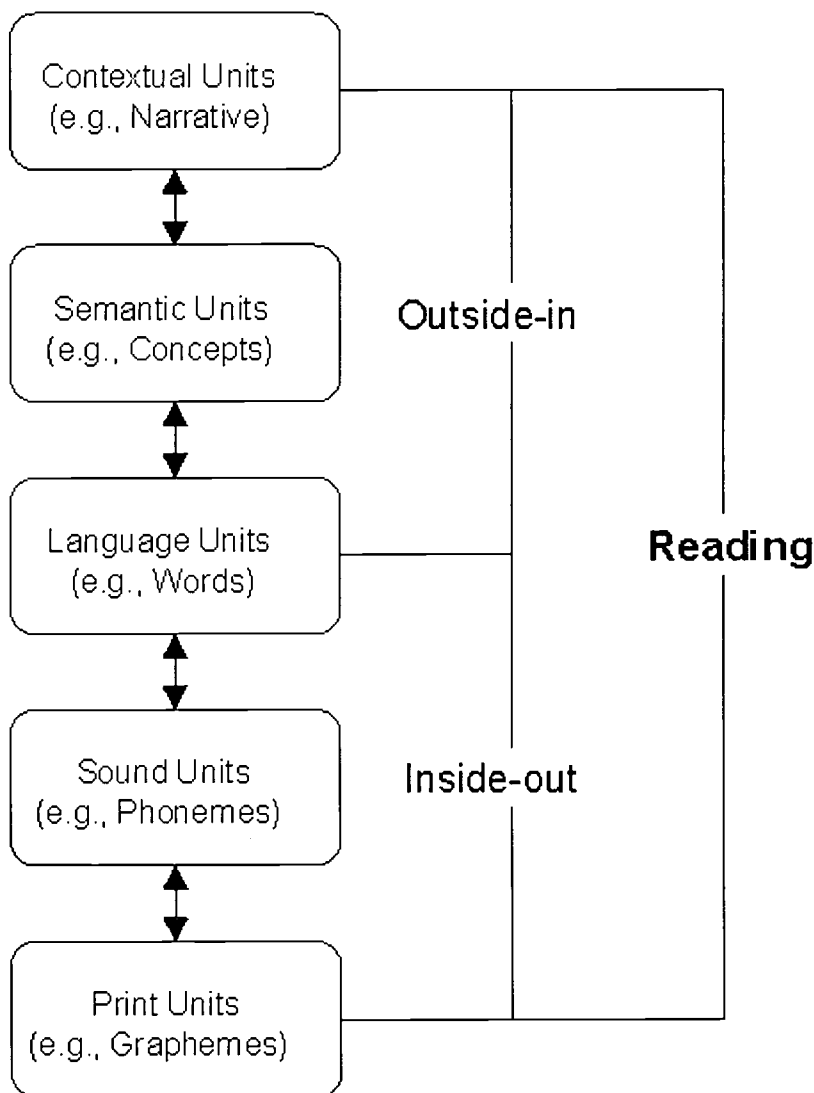 Contextual Units
(e.g., Narrative)
Semantic Units
(e.g., Concepts)
Outside-in
Language Units
(e.g., Words)
Reading
Sound Units
(e.g., Phonemes)
Inside-out
Print Units
(e.g., Graphemes)